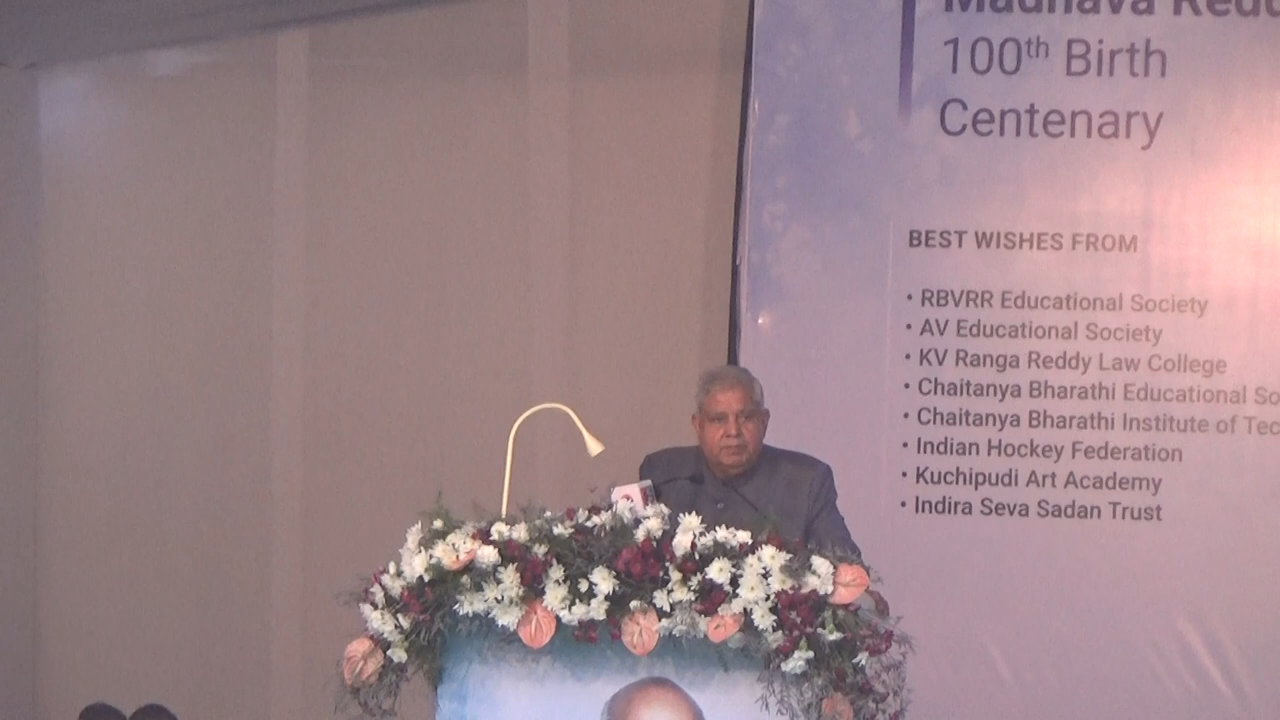 Madhava
100th Birth
Centenary
BEST WISHES FROM
• RBVRR Educational Society
• AV Educational Society
• KV Ranga Reddy Law College
• Chaitanya Bharathi Educational
• Chaitanya Bharathi Institute of
• Indian Hockey Federation
• Kuchipudi Art Academy
• Indira Seva Sadan Trust